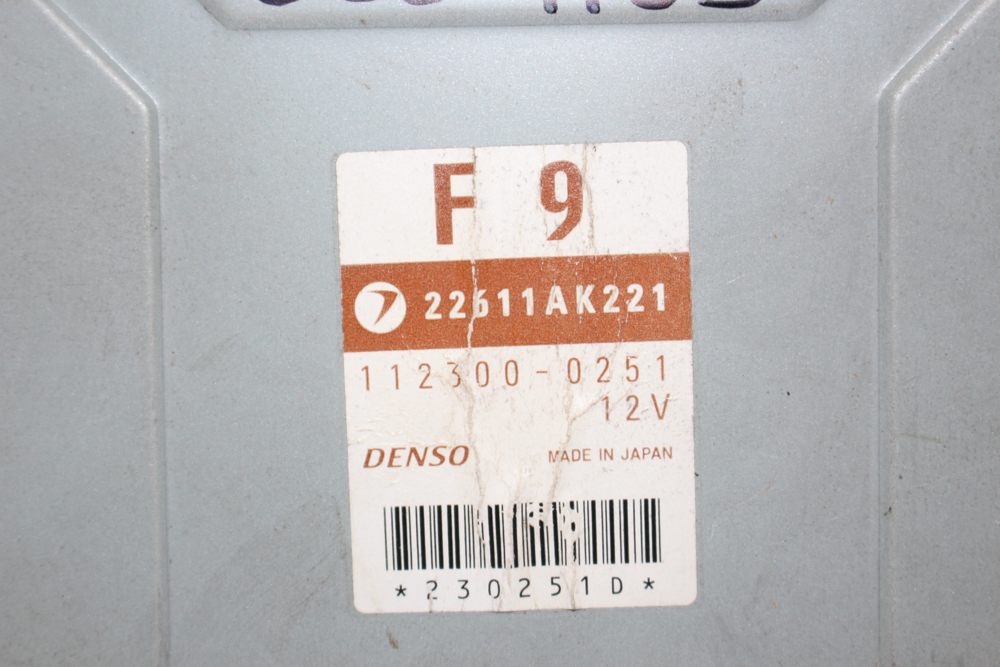 F 9
22611AK221
112300-0251
12V
DENSO MADE IN JAPAN
*230251D*